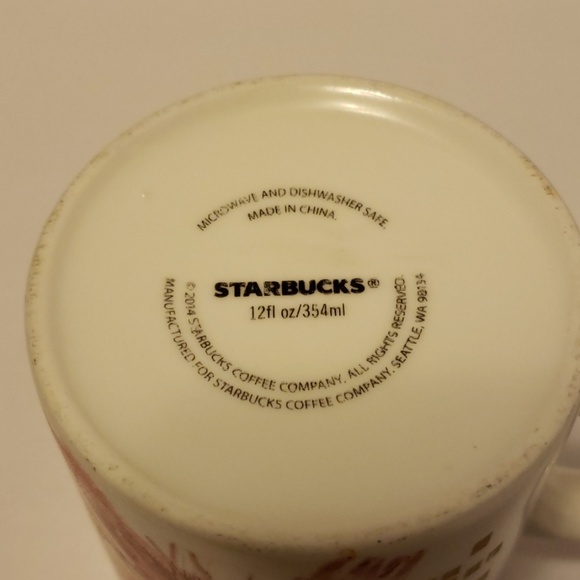 MICROWAVE AND DISHWASHER SAFE.
MADE IN CHINA.
STARBUCKS®
12fl oz/354ml
© 2014 STARBUCKS COFFEE COMPANY. ALL RIGHTS RESERVED.
MANUFACTURED FOR STARBUCKS COFFEE COMPANY. SEATTLE, WA 98134